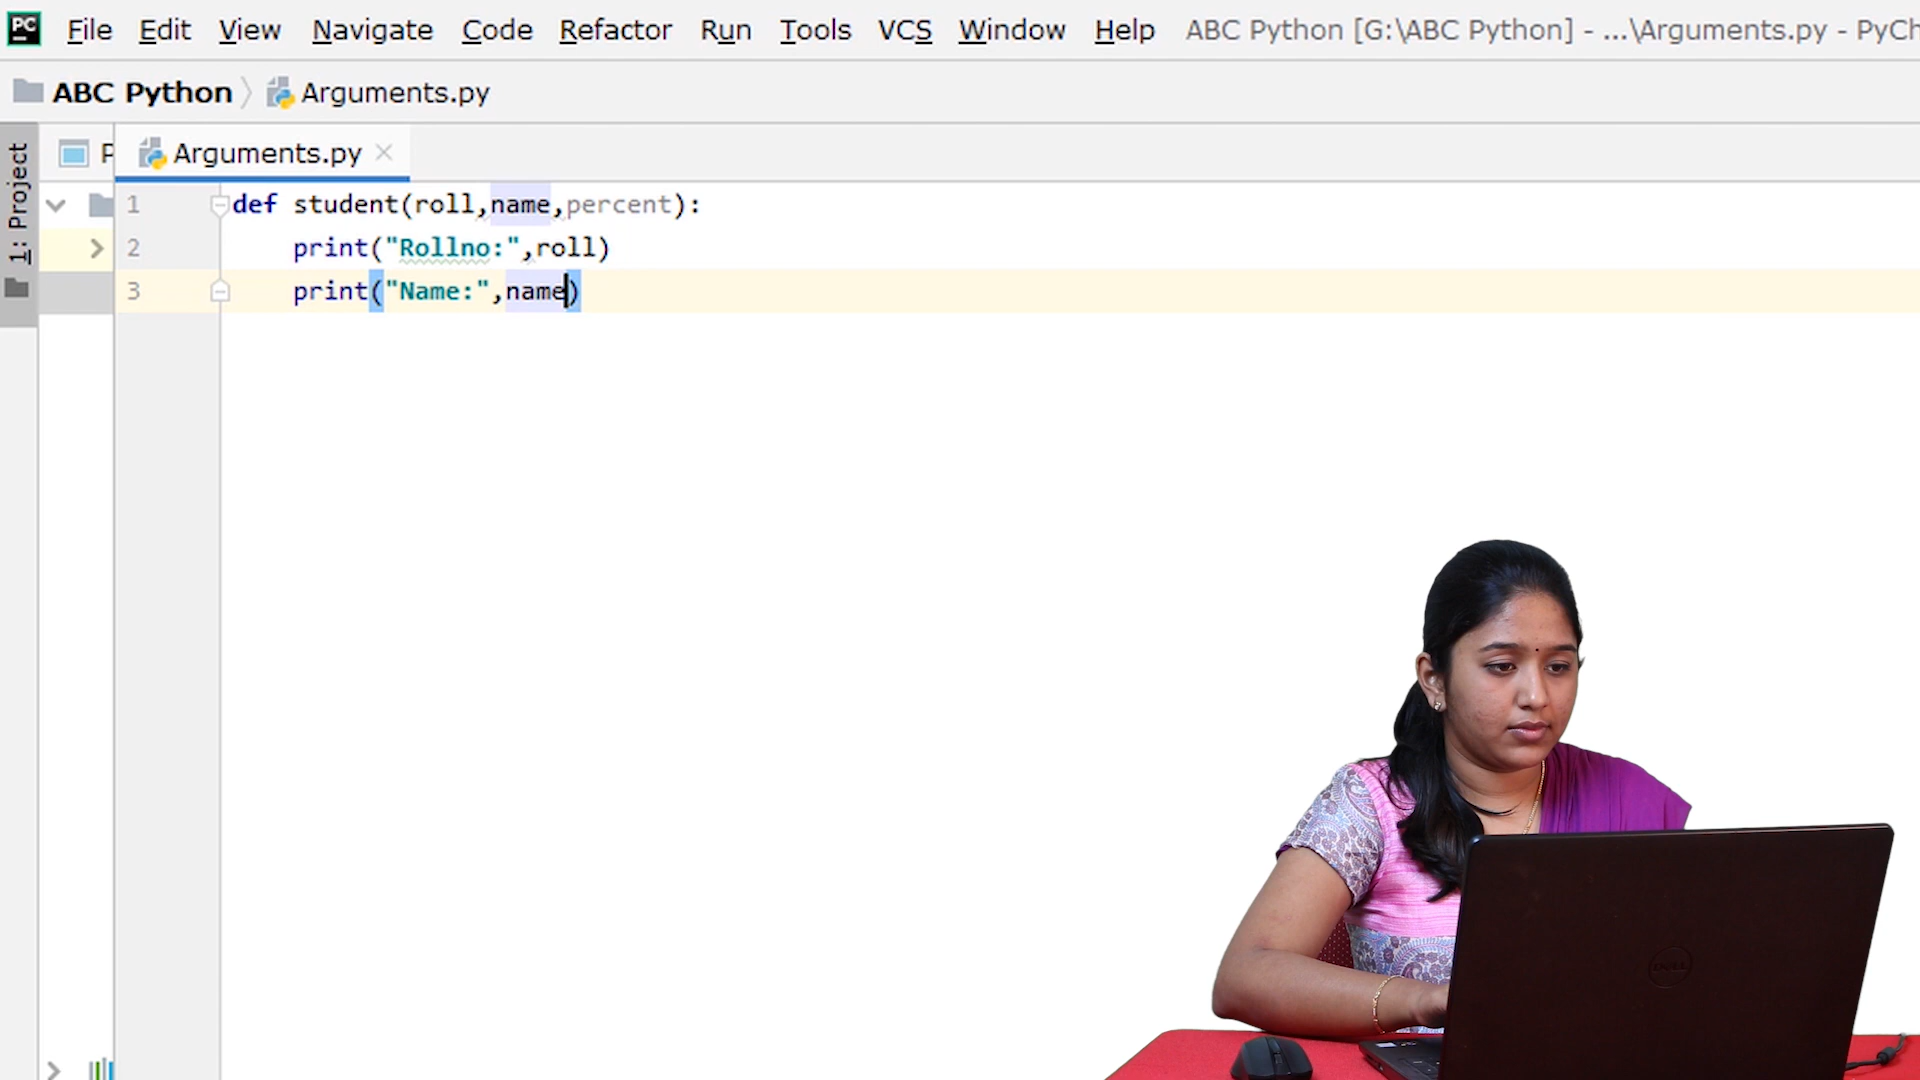 PC File Edit View Navigate Code Refactor Run Tools VCS Window Help ABC Python [G:\ABC Python] - ...\Arguments.py - PyCh
ABC Python Arguments.py
1: Project
P Arguments.py
1 def student(roll,name,percent):
2 print("Rollno:",roll)
3 print("Name:",name)
DELL